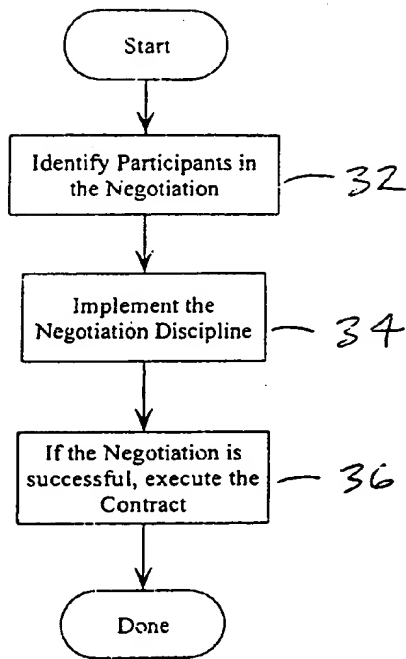 Start
Identify Participants in
the Negotiation
32
Implement the
Negotiation Discipline
34
If the Negotiation is
successful, execute the
Contract
36
Done